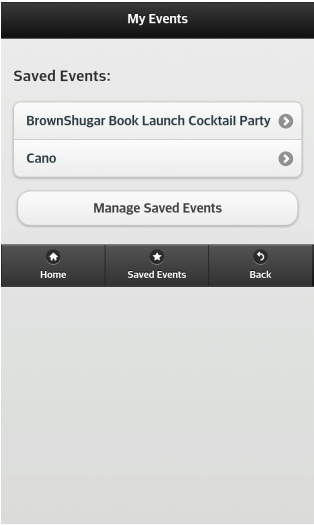 My Events
Saved Events:
BrownShugar Book Launch Cocktail Party
Cano
Manage Saved Events
Home
Saved Events
Back